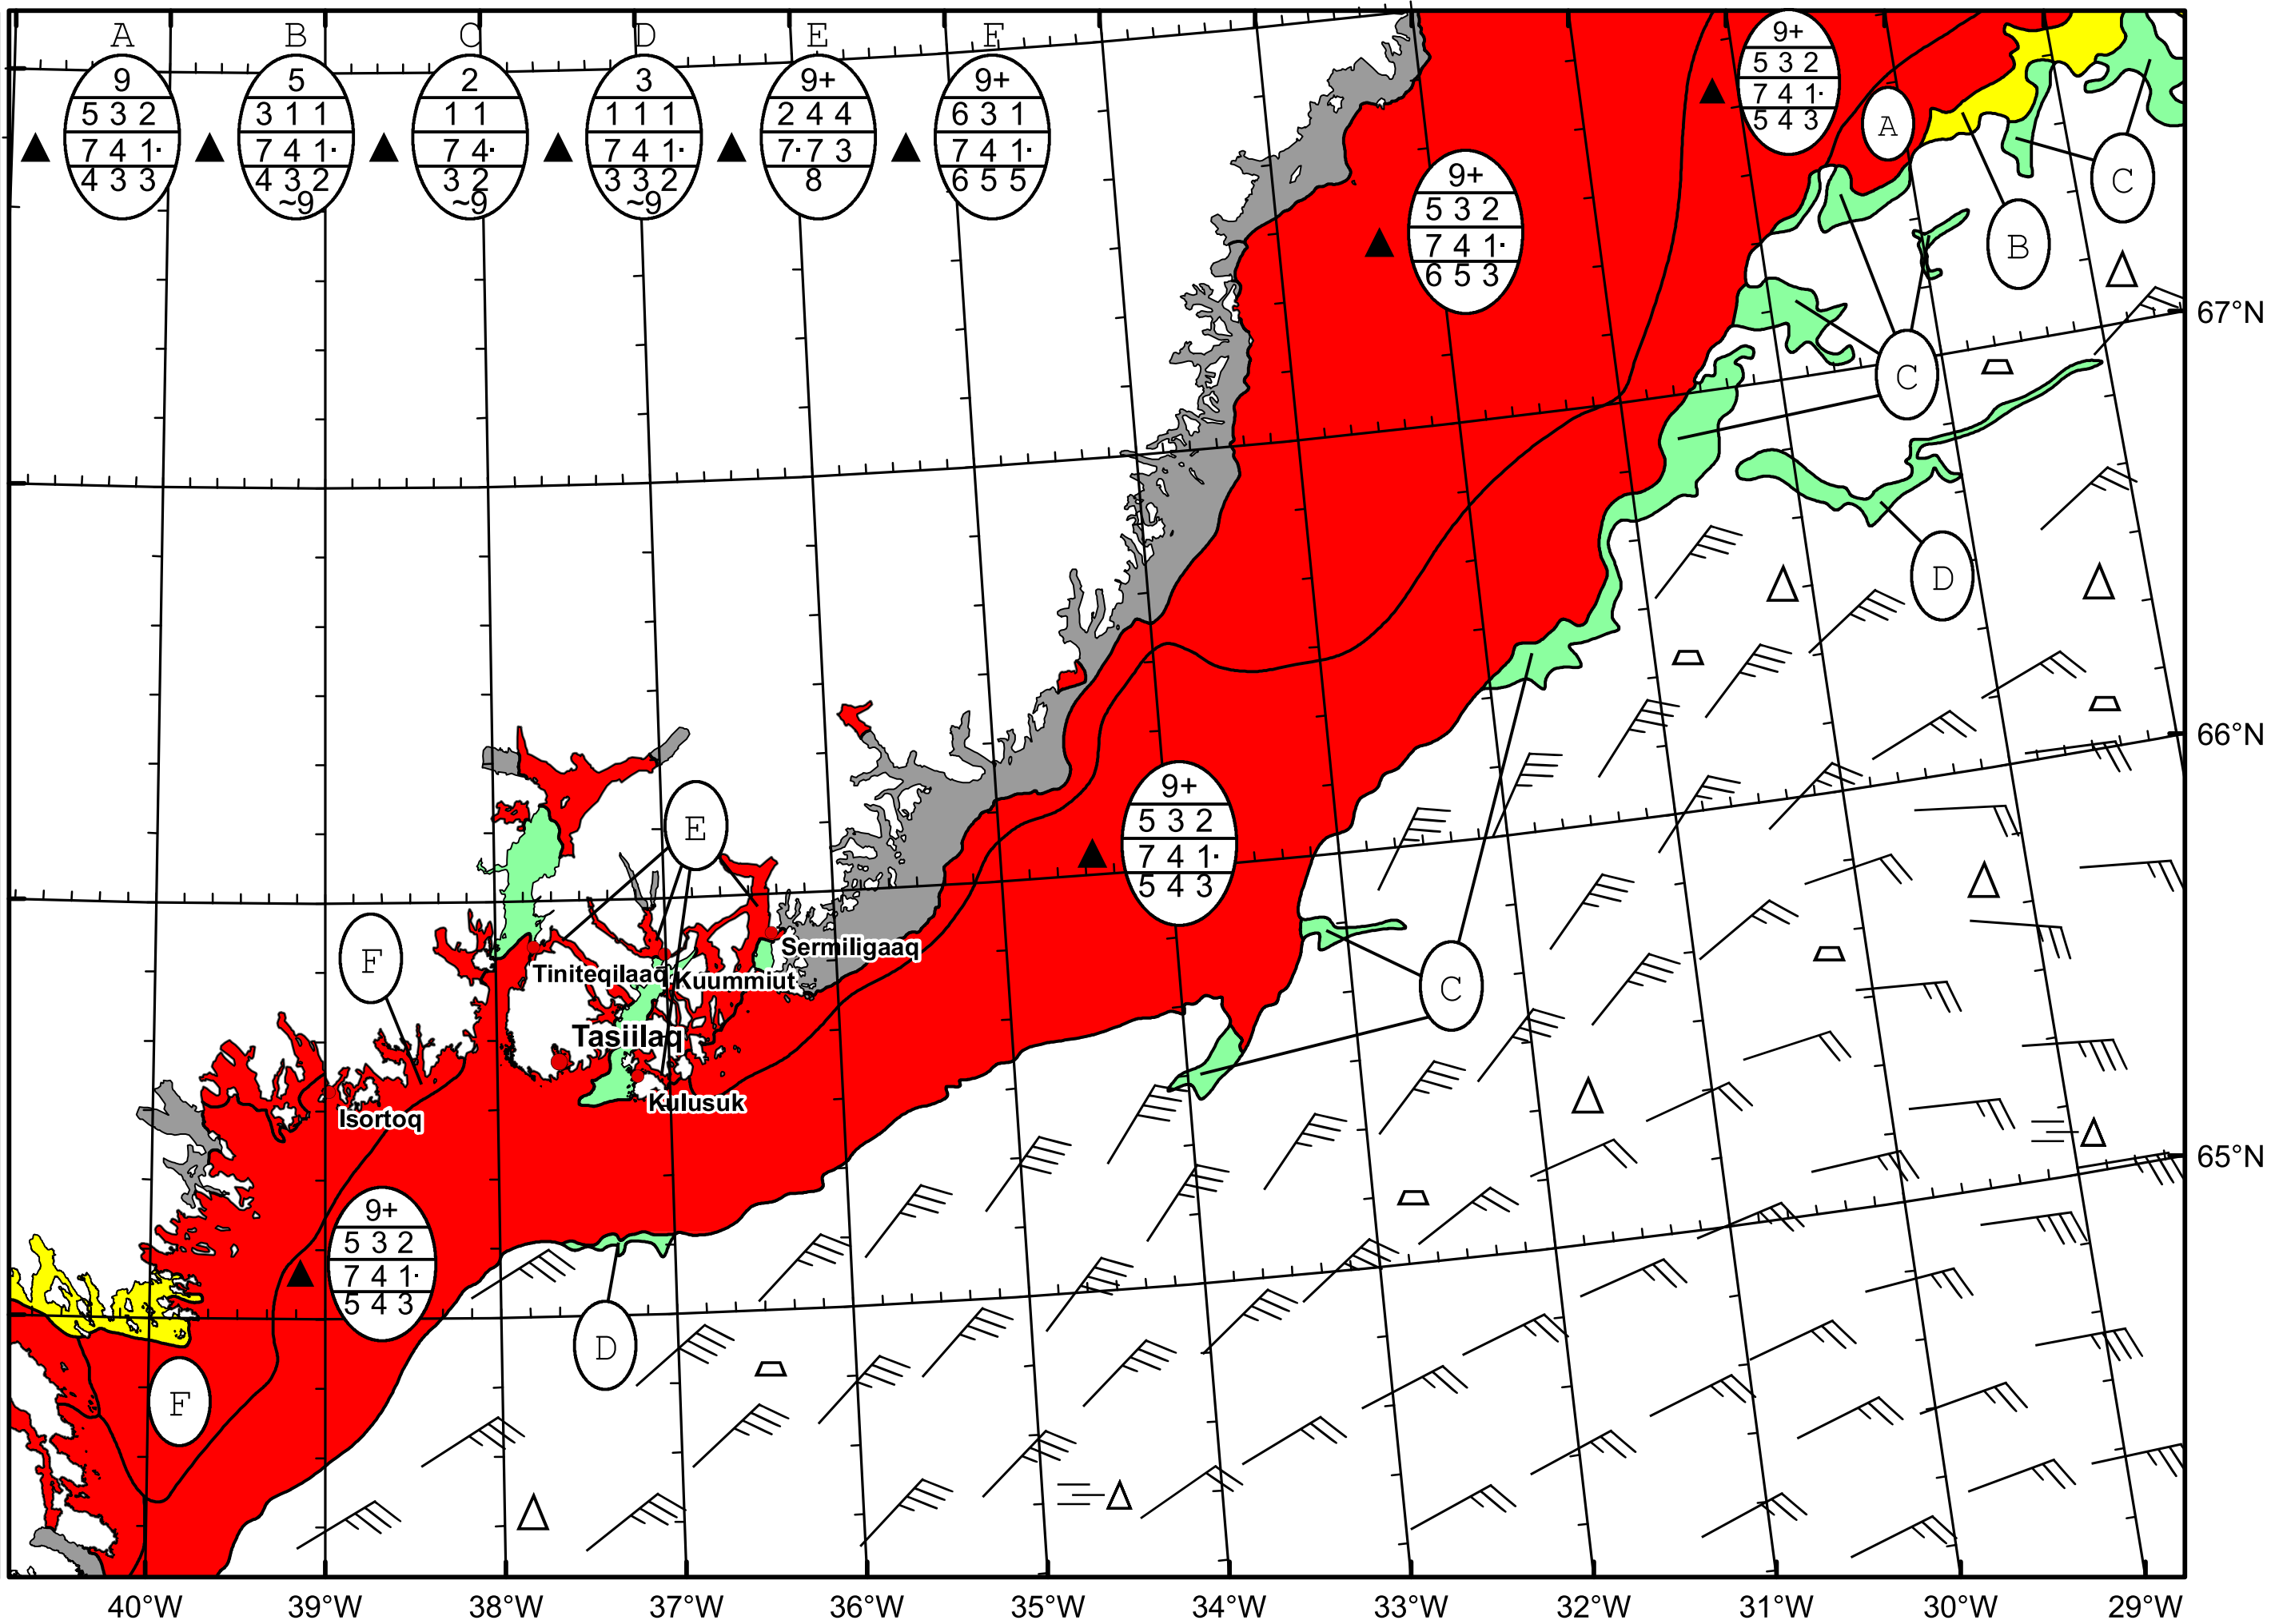 A B C D E F
9
5 3 2
7 4 1·
4 3 3
5
3 1 1
7 4 1·
4 3 2
~9
2
1 1
7 4·
3 2
~9
3
1 1 1
7 4 1·
3 3 2
~9
9+
2 4 4
7·7 3
8
9+
6 3 1
7 4 1·
6 5 5
9+
5 3 2
7 4 1·
5 4 3
A
C
9+
5 3 2
7 4 1·
6 5 3
B
67°N
C
D
66°N
9+
5 3 2
7 4 1·
5 4 3
E
F
Sermiligaaq
Tiniteqilaaq
Kuummiut
C
Tasiilaq
Kulusuk
Isortoq
65°N
9+
5 3 2
7 4 1·
5 4 3
D
F
40°W 39°W 38°W 37°W 36°W 35°W 34°W 33°W 32°W 31°W 30°W 29°W